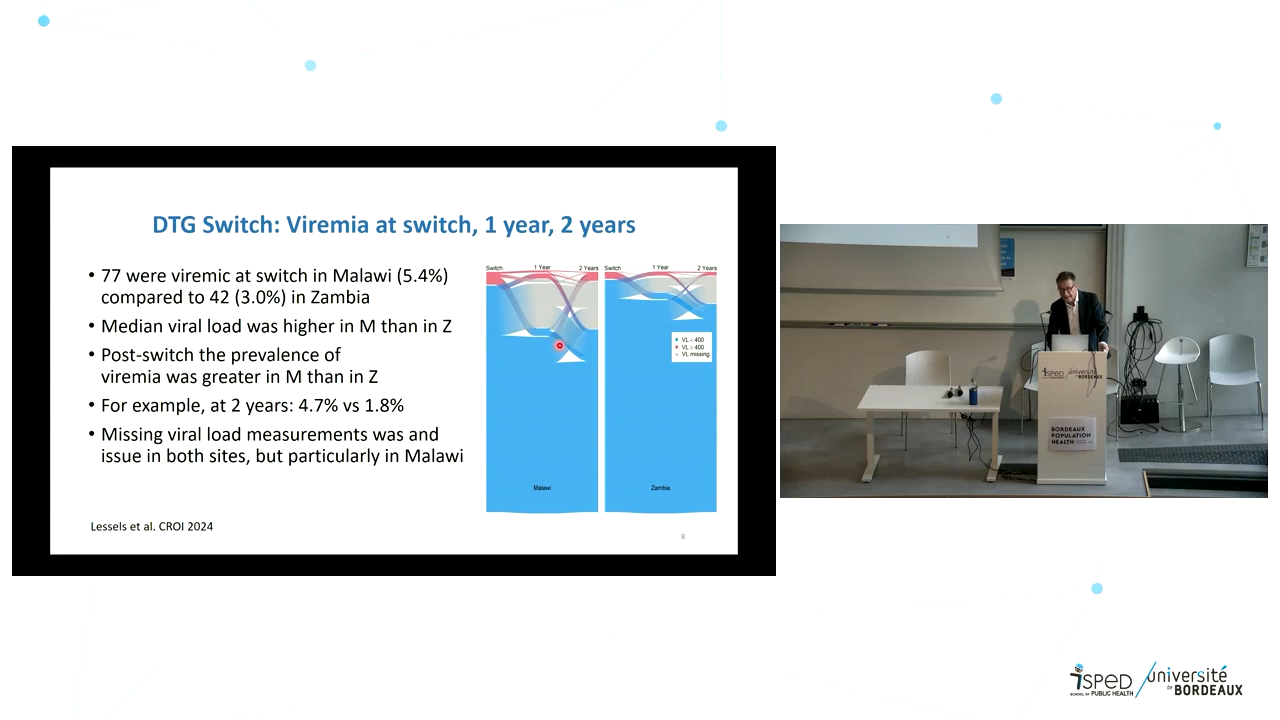 DTG Switch: Viremia at switch, 1 year, 2 years
• 77 were viremic at switch in Malawi (5.4%)
compared to 42 (3.0%) in Zambia
• Median viral load was higher in M than in Z
• Post-switch the prevalence of
viremia was greater in M than in Z
• For example, at 2 years: 4.7% vs 1.8%
• Missing viral load measurements was and
issue in both sites, but particularly in Malawi
Lessels et al. CROI 2024
Switch 1 Year 2 Years Switch 1 Year 2 Years
VL < 400
VL ≥ 400
VL missing
Malawi Zambia
8
ISPED université de BORDEAUX
BORDEAUX
POPULATION
HEALTH
ISPED université de BORDEAUX
SCHOOL OF PUBLIC HEALTH